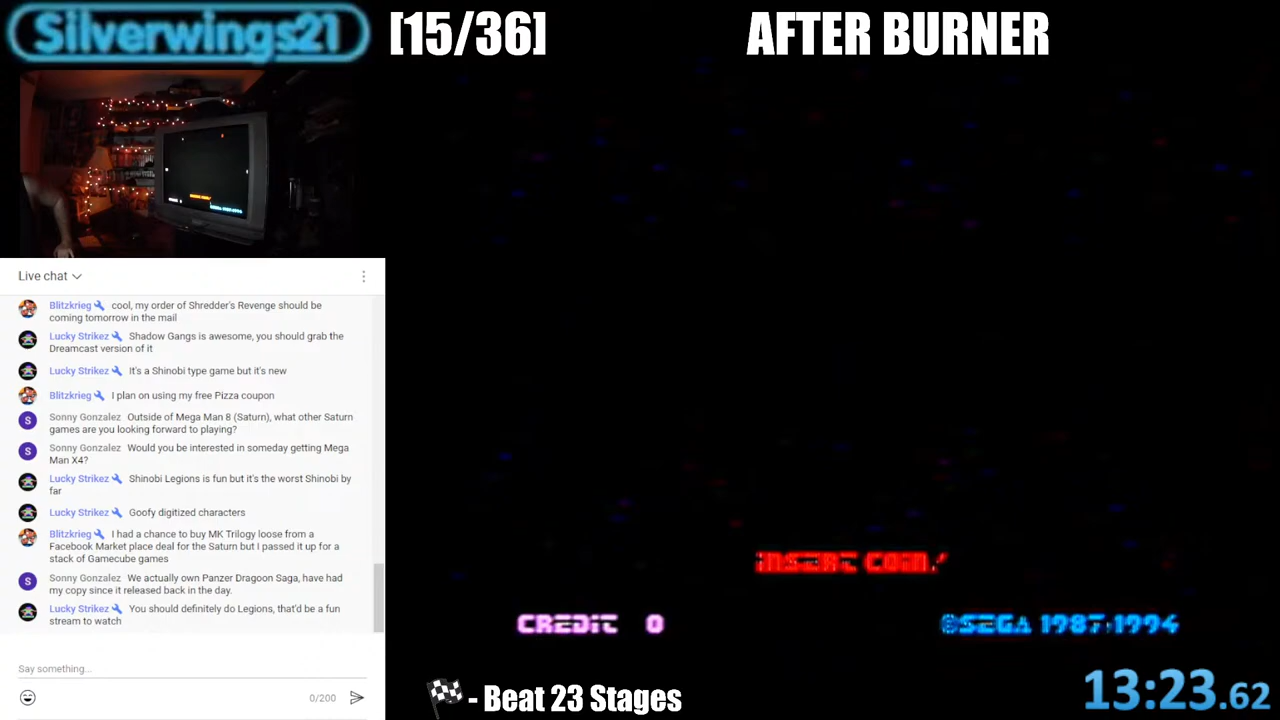 Silverwings21
[15/36]
AFTER BURNER
Live chat
Blitzkrieg cool, my order of Shredder's Revenge should be
coming tomorrow in the mail
Lucky Strikez Shadow Gangs is awesome, you should grab the
Dreamcast version of it
Lucky Strikez It's a Shinobi type game but it's new
Blitzkrieg I plan on using my free Pizza coupon
S Sonny Gonzalez Outside of Mega Man 8 (Saturn), what other Saturn
games are you looking forward to playing?
S Sonny Gonzalez Would you be interested in someday getting Mega
Man X4?
Lucky Strikez Shinobi Legions is fun but it's the worst Shinobi by
far
Lucky Strikez Goofy digitized characters
Blitzkrieg I had a chance to buy MK Trilogy loose from a
Facebook Market place deal for the Saturn but I passed it up for a
stack of Gamecube games
S Sonny Gonzalez We actually own Panzer Dragoon Saga, have had
my copy since it released back in the day.
Lucky Strikez You should definitely do Legions, that'd be a fun
stream to watch
Say something...
0/200
INSERT COIN!
CREDIT 0
©SEGA 1987,1994
- Beat 23 Stages
13:23.62